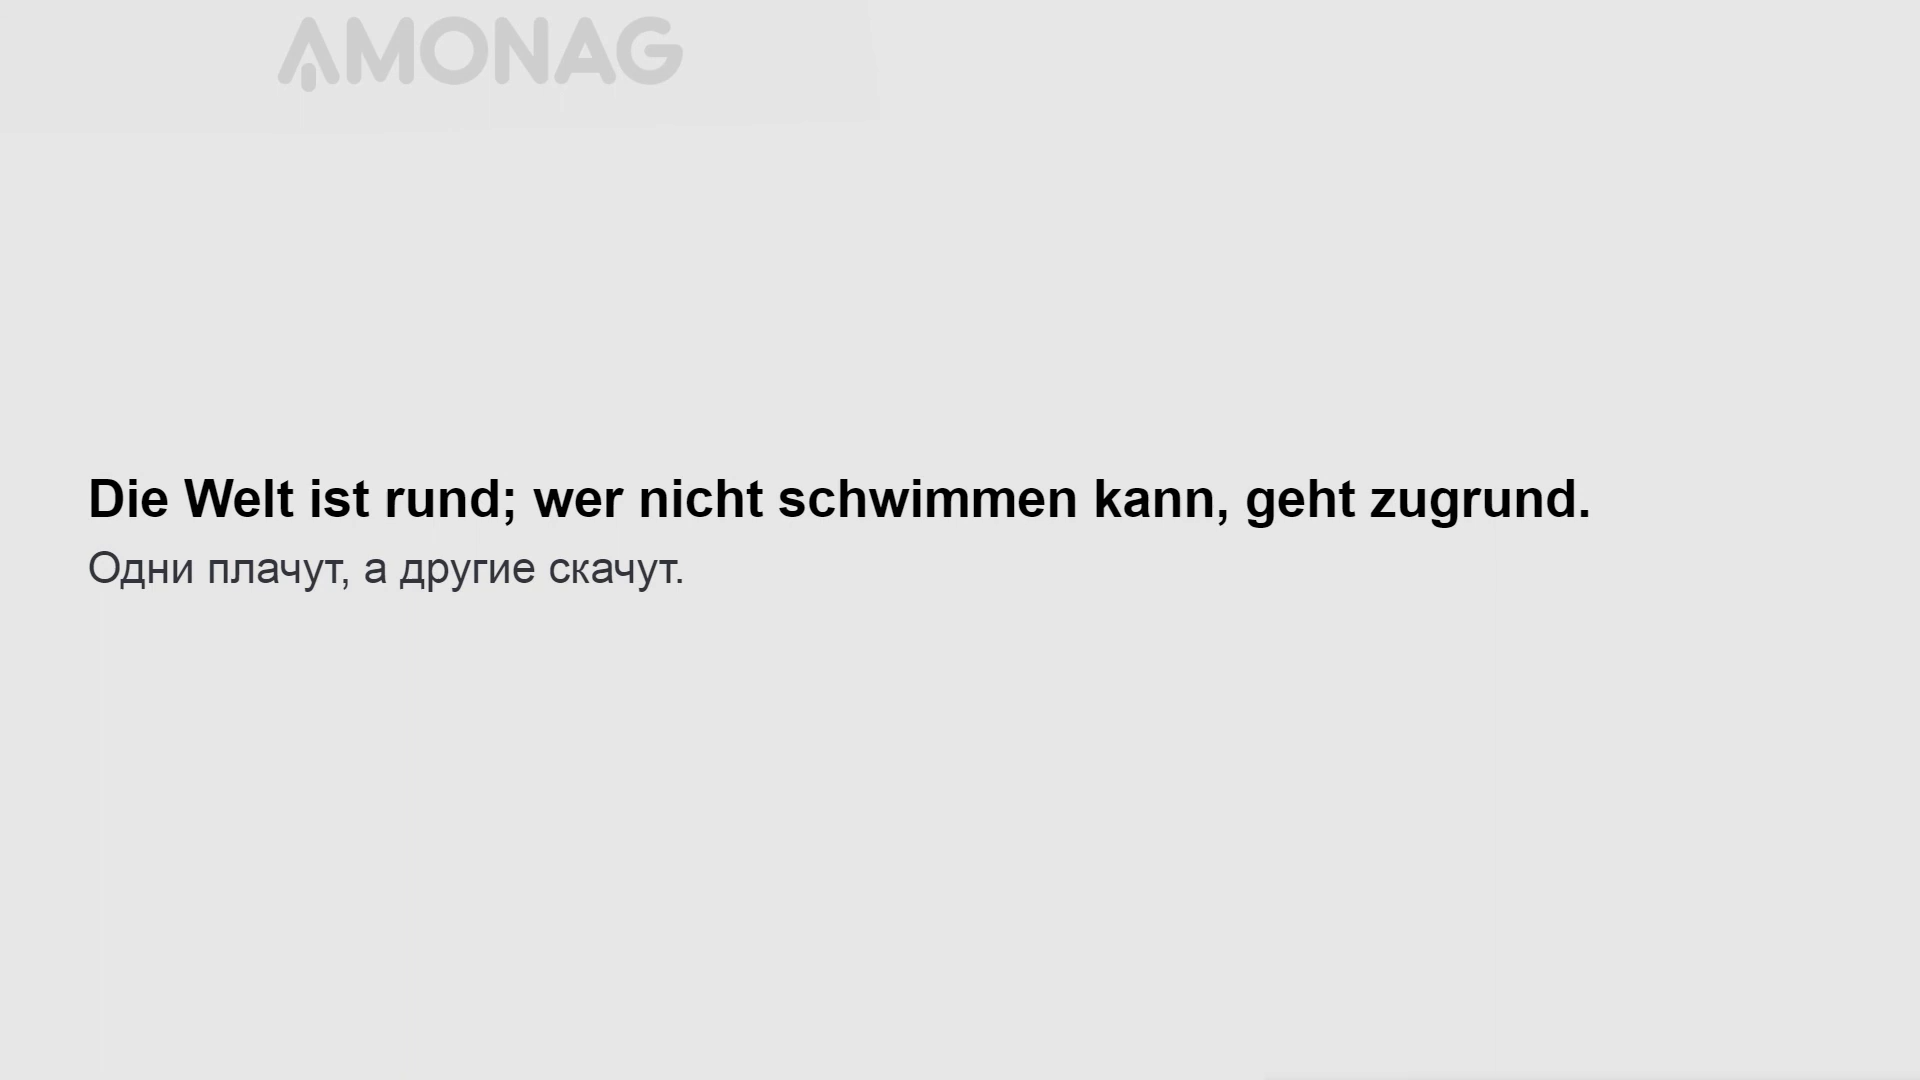 AMONAG
Die Welt ist rund; wer nicht schwimmen kann, geht zugrund.
Одни плачут, а другие скачут.